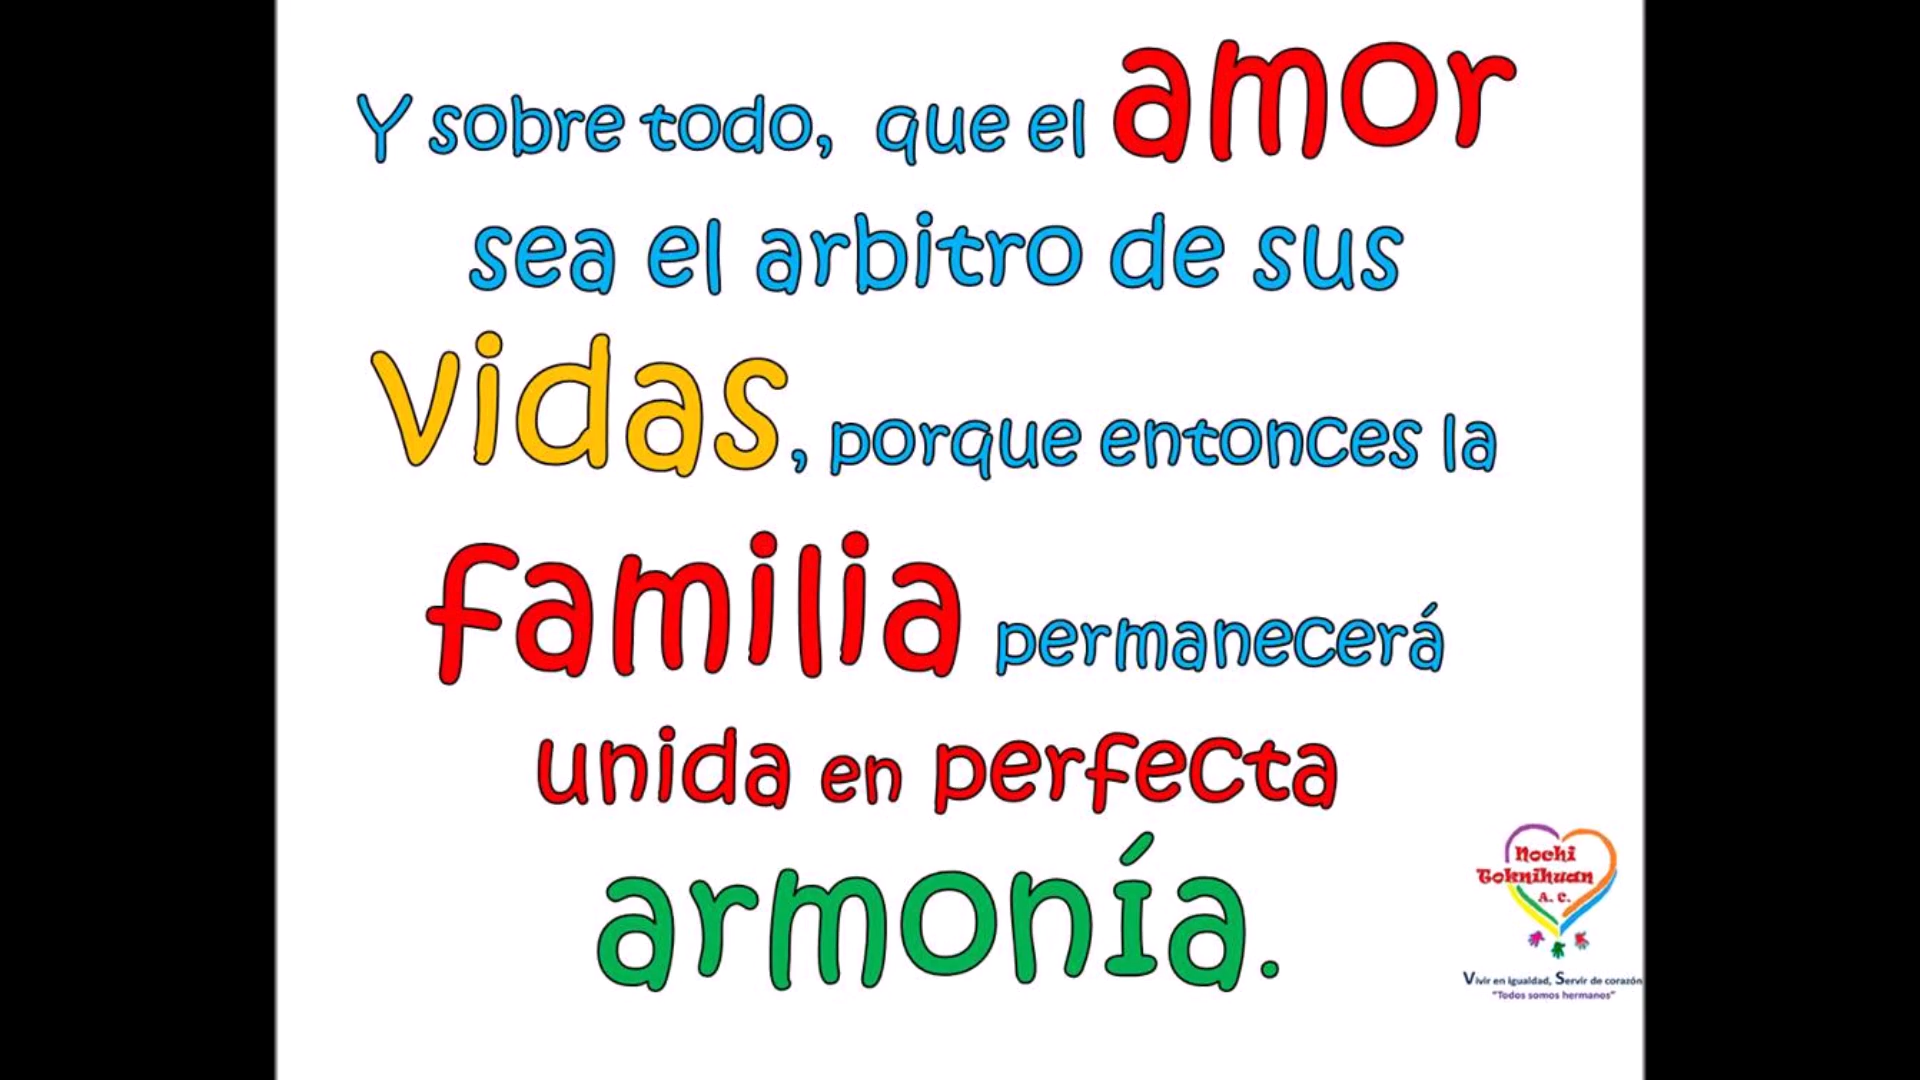 Y sobre todo, que el amor
sea el arbitro de sus
vidas, porque entonces la
familia permanecerá
unida en perfecta
armonía.
Nochi
Toknihuan
A. C.
Vivir en igualdad, Servir de corazón
"Todos somos hermanos"